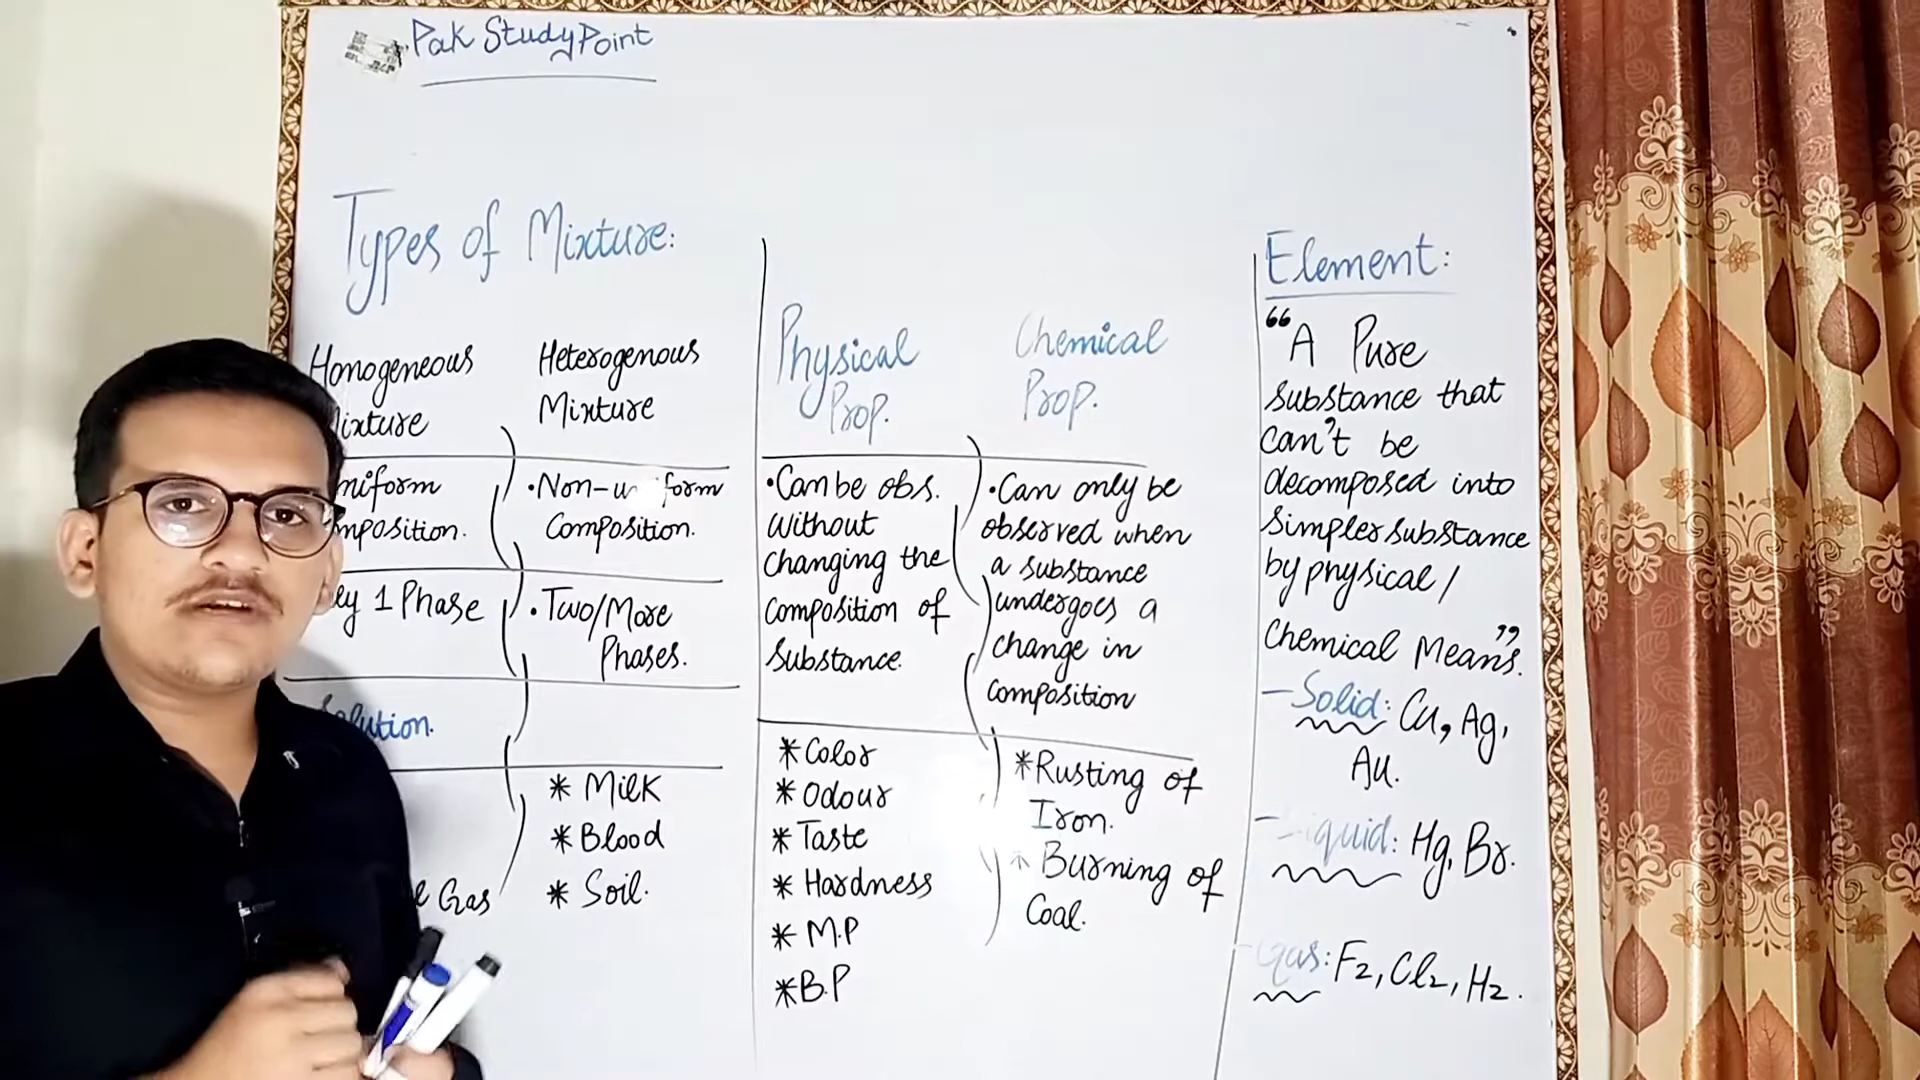 Pak StudyPoint
Types of Mixture:
Homogeneous
Mixture
Heterogenous
Mixture
niform
mposition.
•Non-uniform
Composition.
ly 1 Phase
•Two/More
Phases.
Solution.
* Milk
* Blood
* Soil.
l Gas
Physical
Prop.
Chemical
Prop.
•Can be obs.
without
changing the
composition of
substance.
•Can only be
observed when
a substance
undergoes a
change in
composition
* Color
* Odour
* Taste
* Hardness
* M.P
* B.P
* Rusting of
Iron.
* Burning of
Coal.
Element:
“A Pure
substance that
can't be
decomposed into
simpler substance
by physical /
Chemical Means”.
- Solid: Cu, Ag,
Au.
- Liquid: Hg, Br.
- Gas: F2, Cl2, H2.